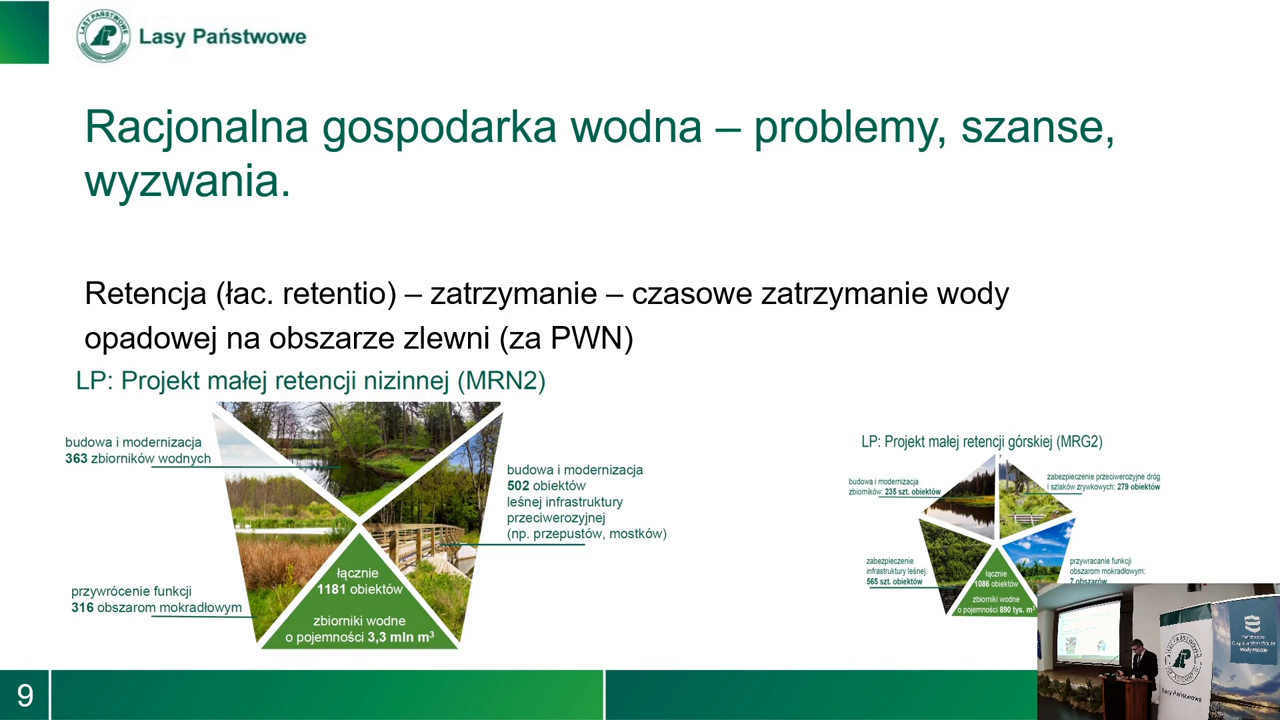 Lasy Państwowe
Racjonalna gospodarka wodna – problemy, szanse,
wyzwania.
Retencja (łac. retentio) – zatrzymanie – czasowe zatrzymanie wody
opadowej na obszarze zlewni (za PWN)
LP: Projekt małej retencji nizinnej (MRN2)
budowa i modernizacja
363 zbiorników wodnych
budowa i modernizacja
502 obiektów
leśnej infrastruktury
przeciwerozyjnej
(np. przepustów, mostków)
przywrócenie funkcji
316 obszarom mokradłowym
łącznie
1181 obiektów
zbiorniki wodne
o pojemności 3,3 mln m³
LP: Projekt małej retencji górskiej (MRG2)
budowa i modernizacja
zbiorników: 235 szt. obiektów
zabezpieczenie przeciwerozyjne dróg
i szlaków zrywkowych: 279 obiektów
zabezpieczenie
infrastruktury leśnej:
565 szt. obiektów
przywracanie funkcji
obszarom mokradłowym:
7 obszarów
łącznie
1086 obiektów
zbiorniki wodne
o pojemności 890 tys. m³
Lasy Państwowe
9